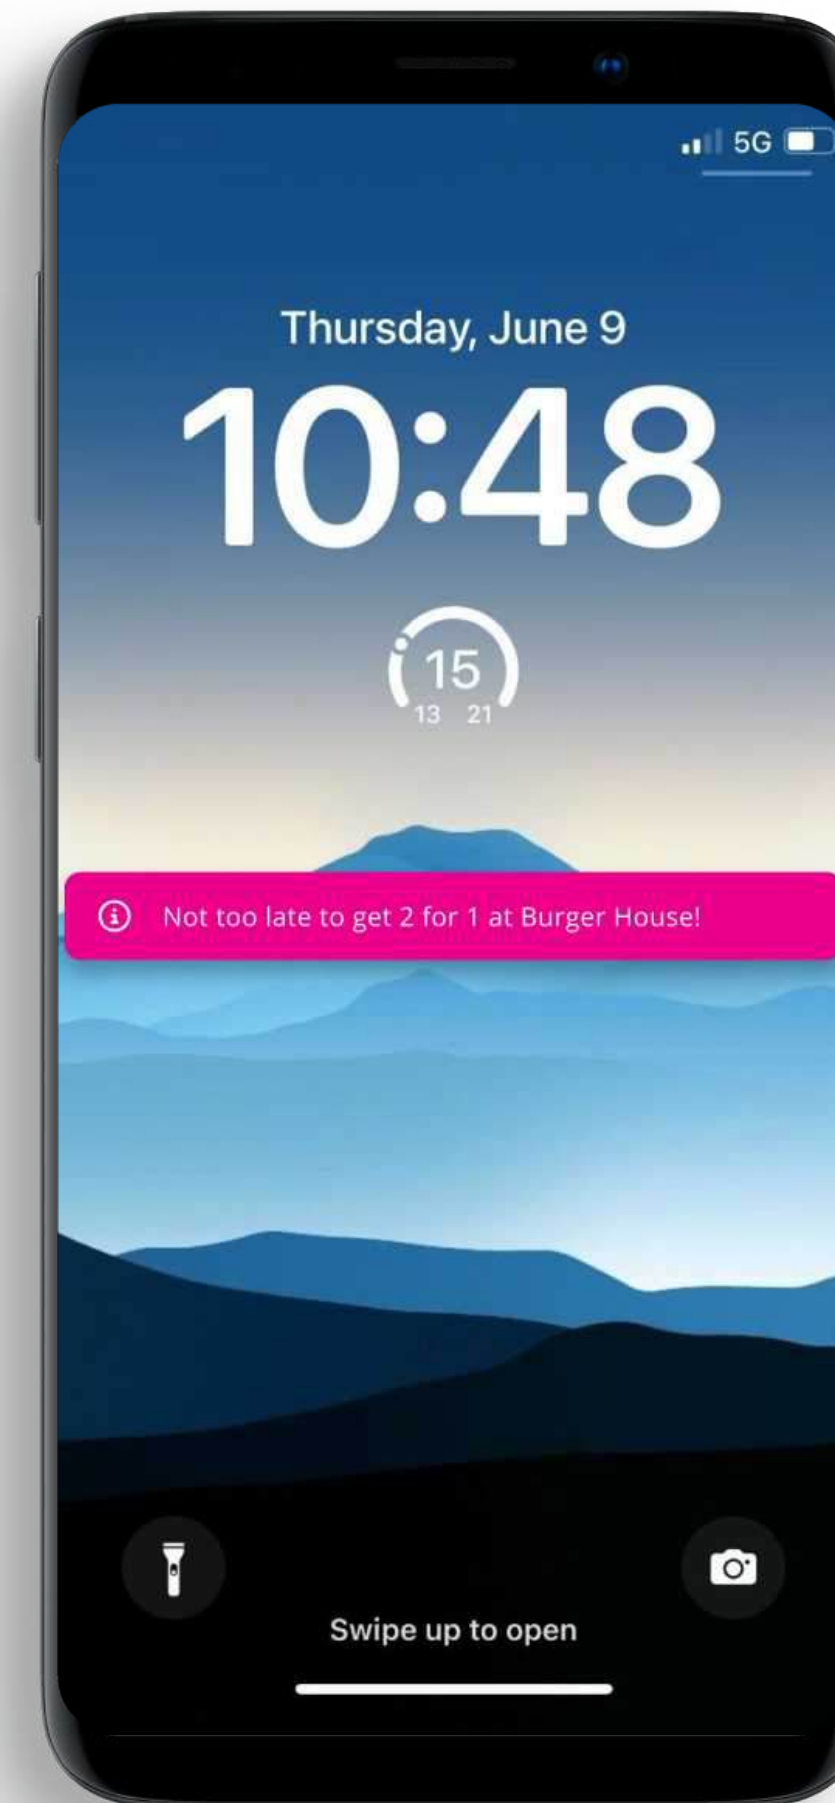 5G
Thursday, June 9
10:48
15
13 21
Not too late to get 2 for 1 at Burger House!
Swipe up to open